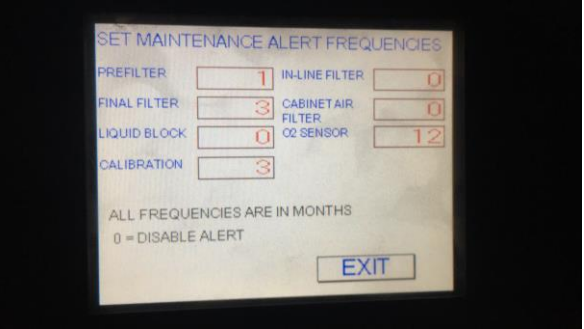 SET MAINTENANCE ALERT FREQUENCIES
PREFILTER 1 IN-LINE FILTER 0
FINAL FILTER 3 CABINET AIR FILTER 0
LIQUID BLOCK 0 O2 SENSOR 12
CALIBRATION 3
ALL FREQUENCIES ARE IN MONTHS
0 = DISABLE ALERT
EXIT